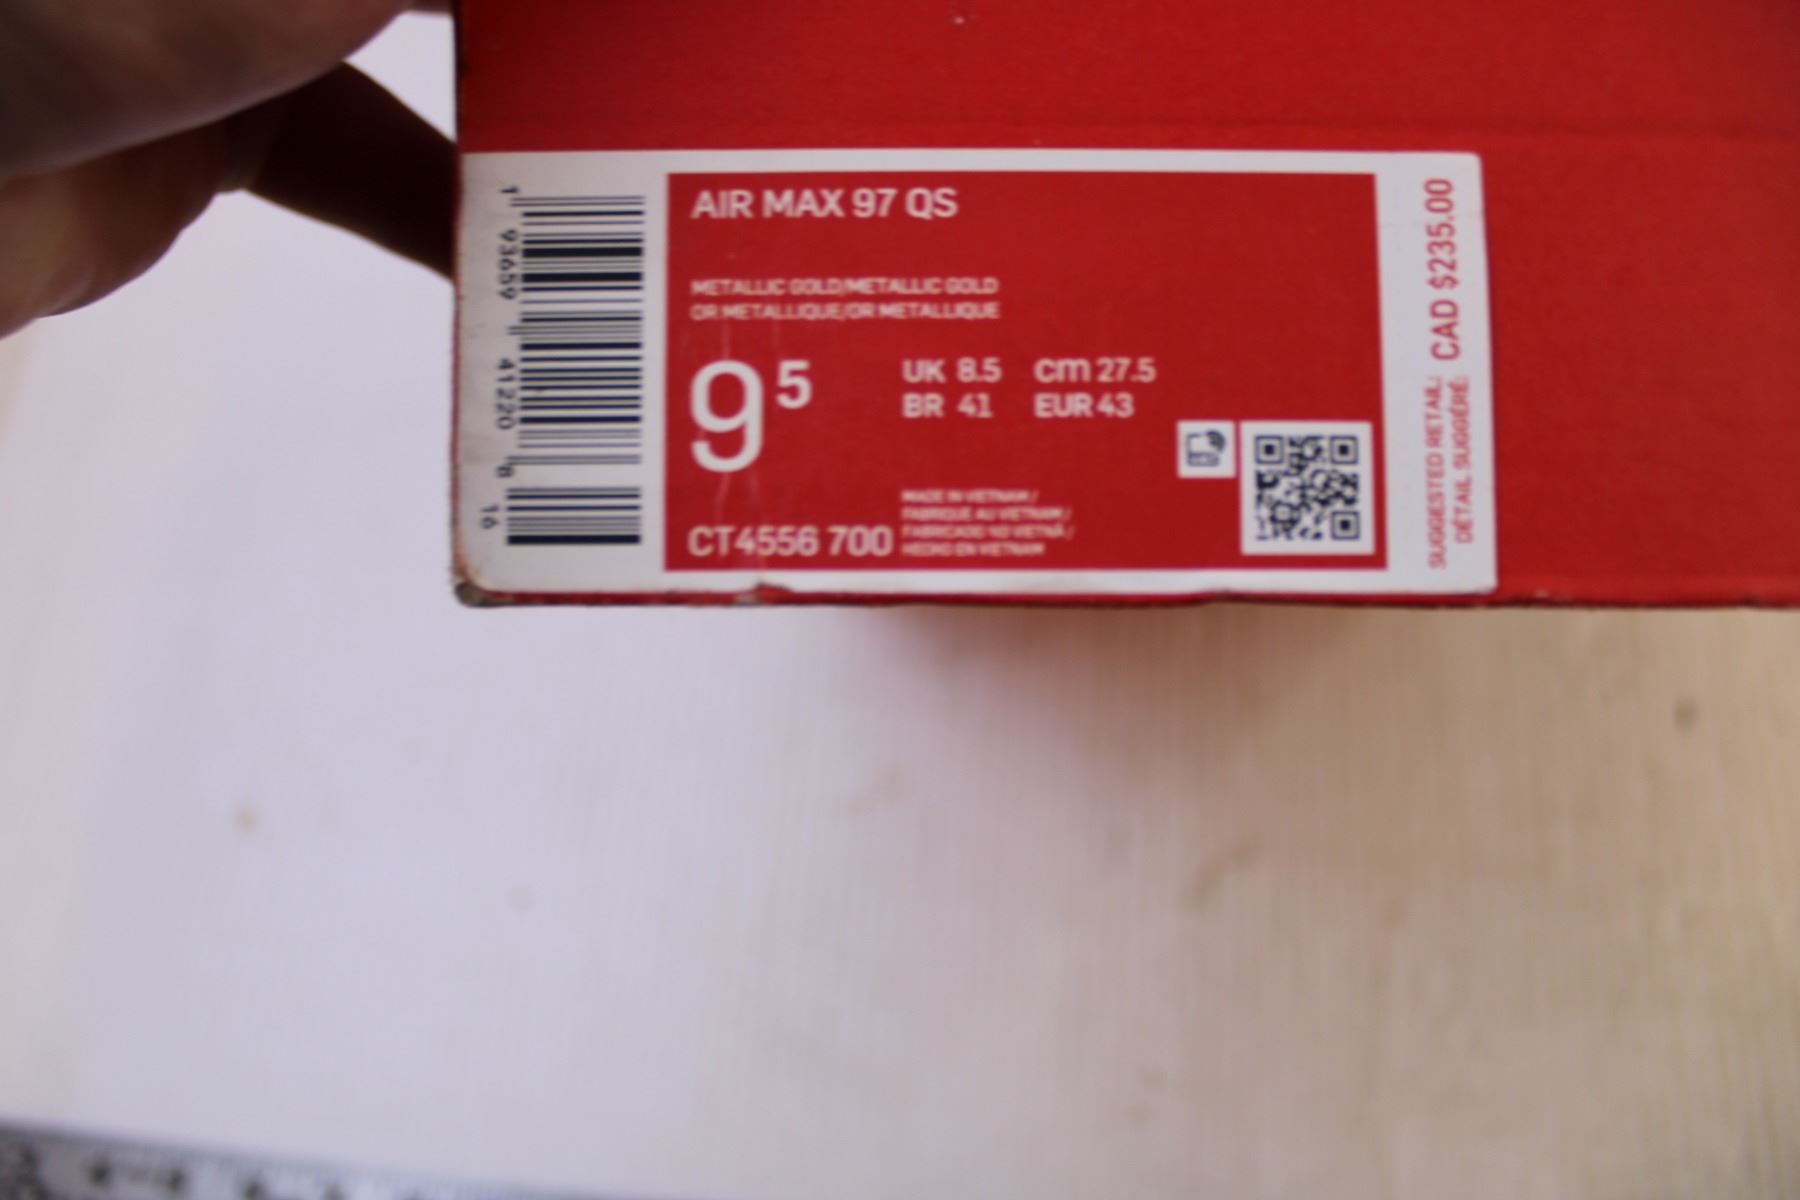 AIR MAX 97 QS
METALLIC GOLD/METALLIC GOLD
OR METALLIQUE/OR METALLIQUE
9 5
UK 8.5 cm 27.5
BR 41 EUR 43
CT4556 700
MADE IN VIETNAM /
FABRIQUE AU VIETNAM /
FABRICADO NO VIETNÃ /
HECHO EN VIETNAM
1 93659 41220 8 16
SUGGESTED RETAIL: CAD $235.00
DÉTAIL SUGGÉRÉ: